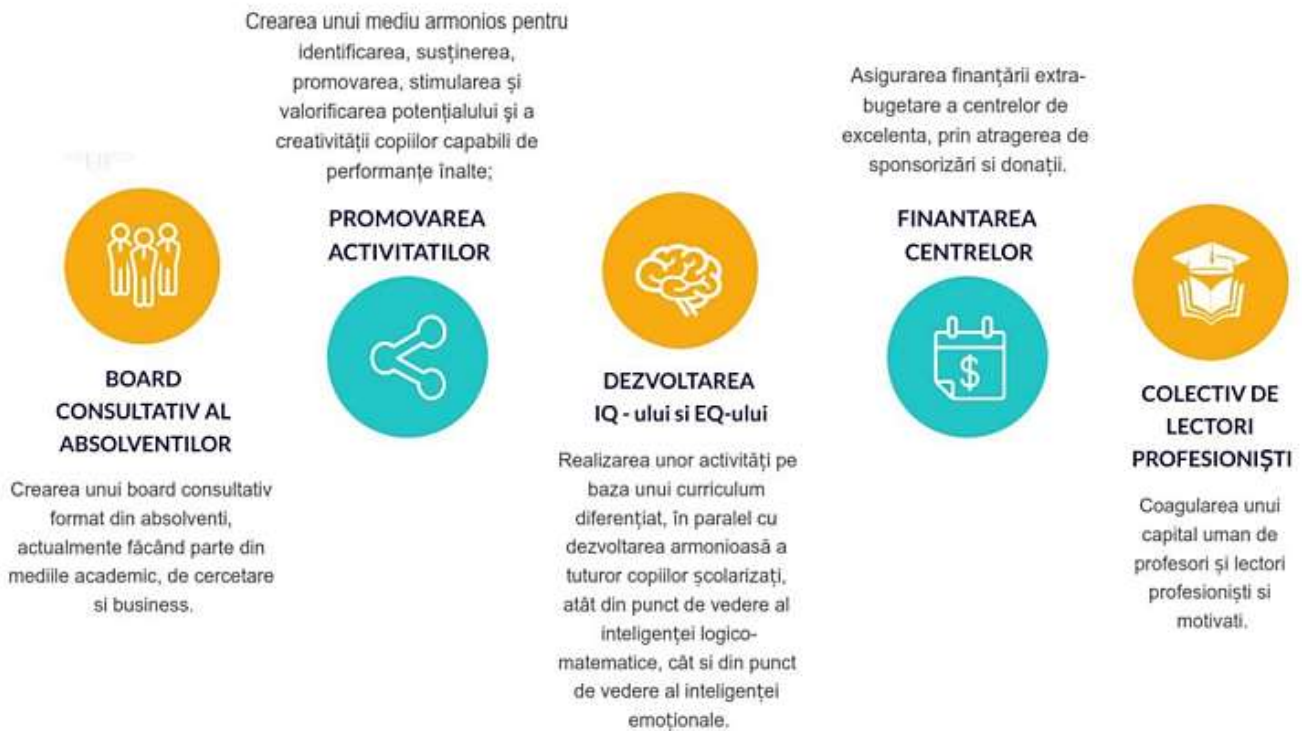 Crearea unui mediu armonios pentru
identificarea, susținerea,
promovarea, stimularea și
valorificarea potențialului şi a
creativității copiilor capabili de
performanțe înalte;
PROMOVAREA
ACTIVITATILOR
Asigurarea finanțării extra-
bugetare a centrelor de
excelenta, prin atragerea de
sponsorizări si donații.
FINANTAREA
CENTRELOR
$
BOARD
CONSULTATIV AL
ABSOLVENTILOR
Crearea unui board consultativ
format din absolventi,
actualmente făcând parte din
mediile academic, de cercetare
si business.
DEZVOLTAREA
IQ - ului si EQ-ului
Realizarea unor activități pe
baza unui curriculum
diferențiat, în paralel cu
dezvoltarea armonioasă a
tuturor copiilor școlarizați,
atât din punct de vedere al
inteligenței logico-
matematice, cât si din punct
de vedere al inteligenței
emoționale.
COLECTIV DE
LECTORI
PROFESIONIȘTI
Coagularea unui
capital uman de
profesori și lectori
profesioniști si
motivati.